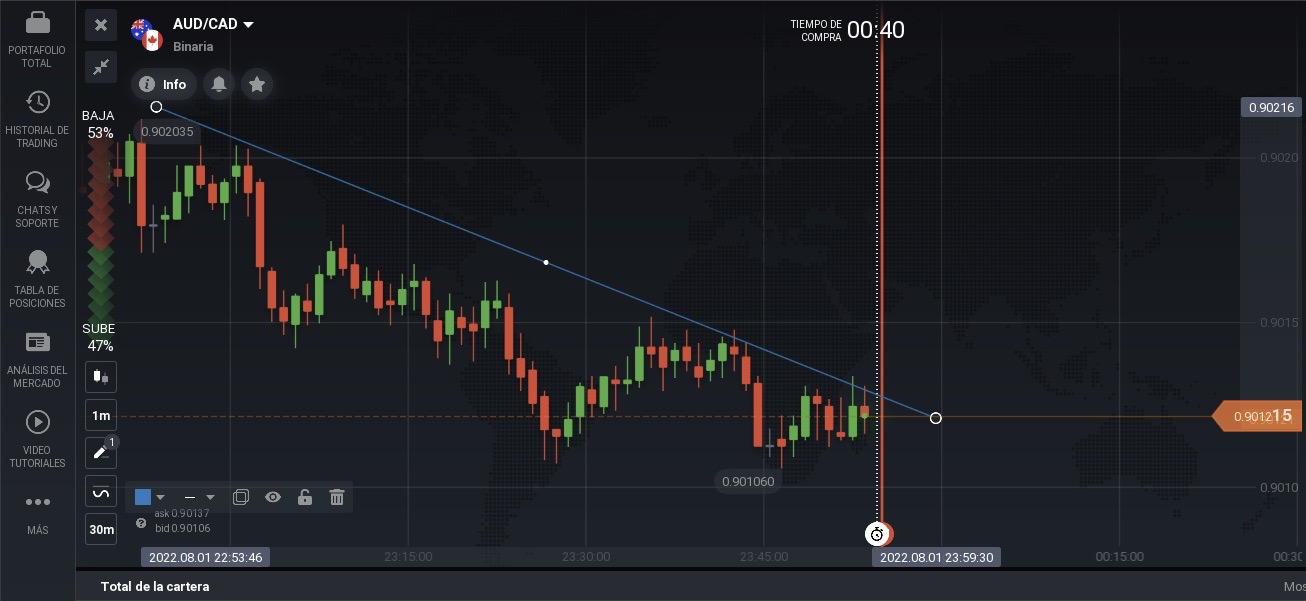 PORTAFOLIO
TOTAL
HISTORIAL DE
TRADING
CHATS Y
SOPORTE
TABLA DE
POSICIONES
ANÁLISIS DEL
MERCADO
VIDEO
TUTORIALES
MÁS
AUD/CAD
Binaria
Info
TIEMPO DE
COMPRA
00:40
BAJA
53%
0.902035
SUBE
47%
1m
1
30m
ask 0.90137
bid 0.90106
0.901060
0.90216
0.9020
0.9015
0.901215
0.9010
2022.08.01 22:53:46
23:15:00
23:30:00
23:45:00
2022.08.01 23:59:30
00:15:00
00:30
Total de la cartera
Mos